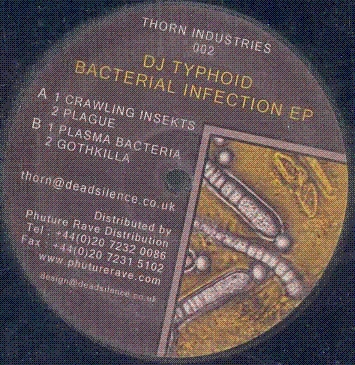 THORN INDUSTRIES
002
DJ TYPHOID
BACTERIAL INFECTION EP
A 1 CRAWLING INSEKTS
2 PLAGUE
B 1 PLASMA BACTERIA
2 GOTHKILLA
thorn@deadsilence.co.uk
Distributed by
Phuture Rave Distribution
Tel : +44(0)20 7232 0086
Fax : +44(0)20 7231 5102
www.phuturerave.com
design@deadsilence.co.uk